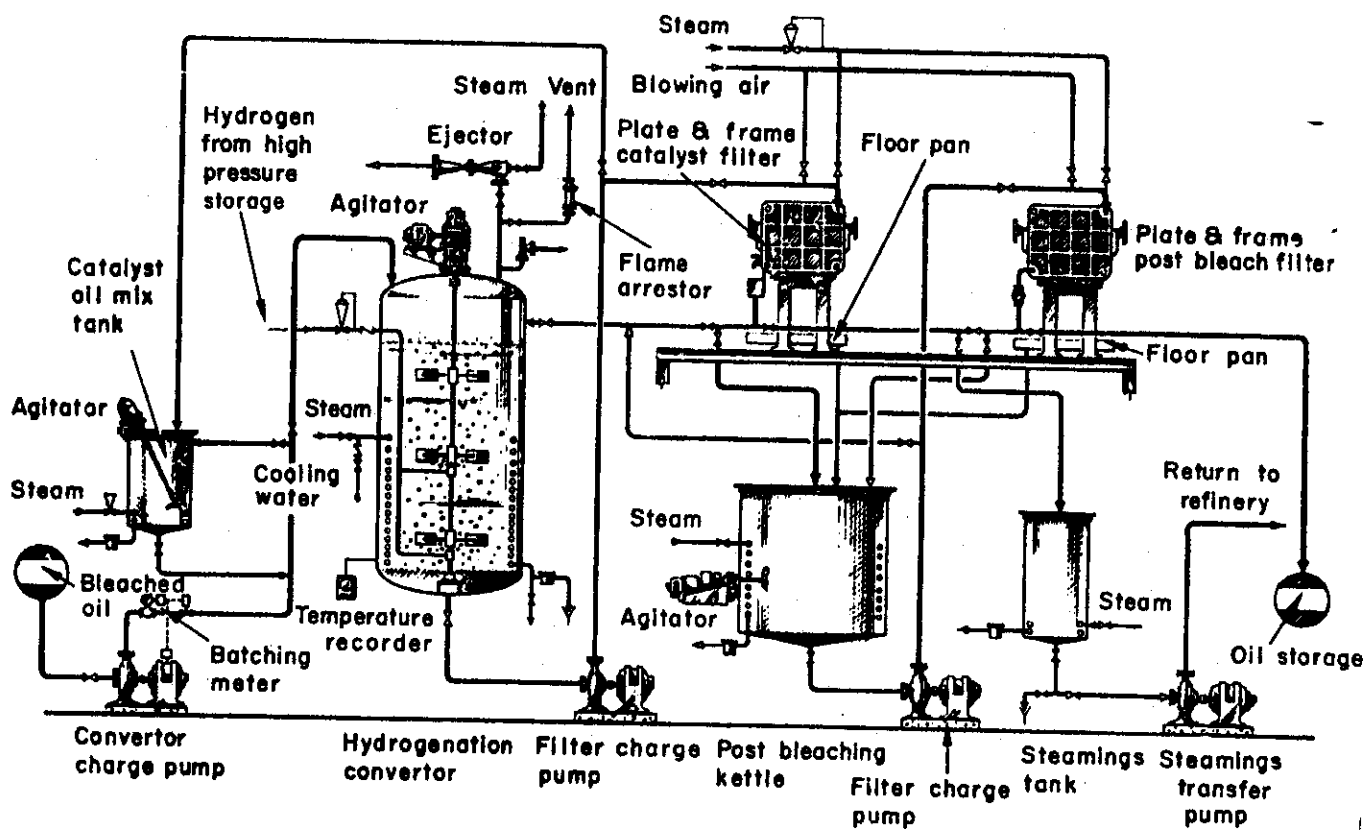 Steam
Blowing air
Steam Vent
Hydrogen
from high
pressure
storage
Ejector
Plate & frame
catalyst filter
Floor pan
Agitator
Catalyst
oil mix
tank
Flame
arrestor
Plate & frame
post bleach filter
Floor pan
Agitator
Steam
Cooling
water
Steam
Return to
refinery
Steam
Bleached
oil
Temperature
recorder
Agitator
Steam
Batching
meter
Oil storage
Convertor
charge pump
Hydrogenation
convertor
Filter charge
pump
Post bleaching
kettle
Filter charge
pump
Steamings
tank
Steamings
transfer
pump